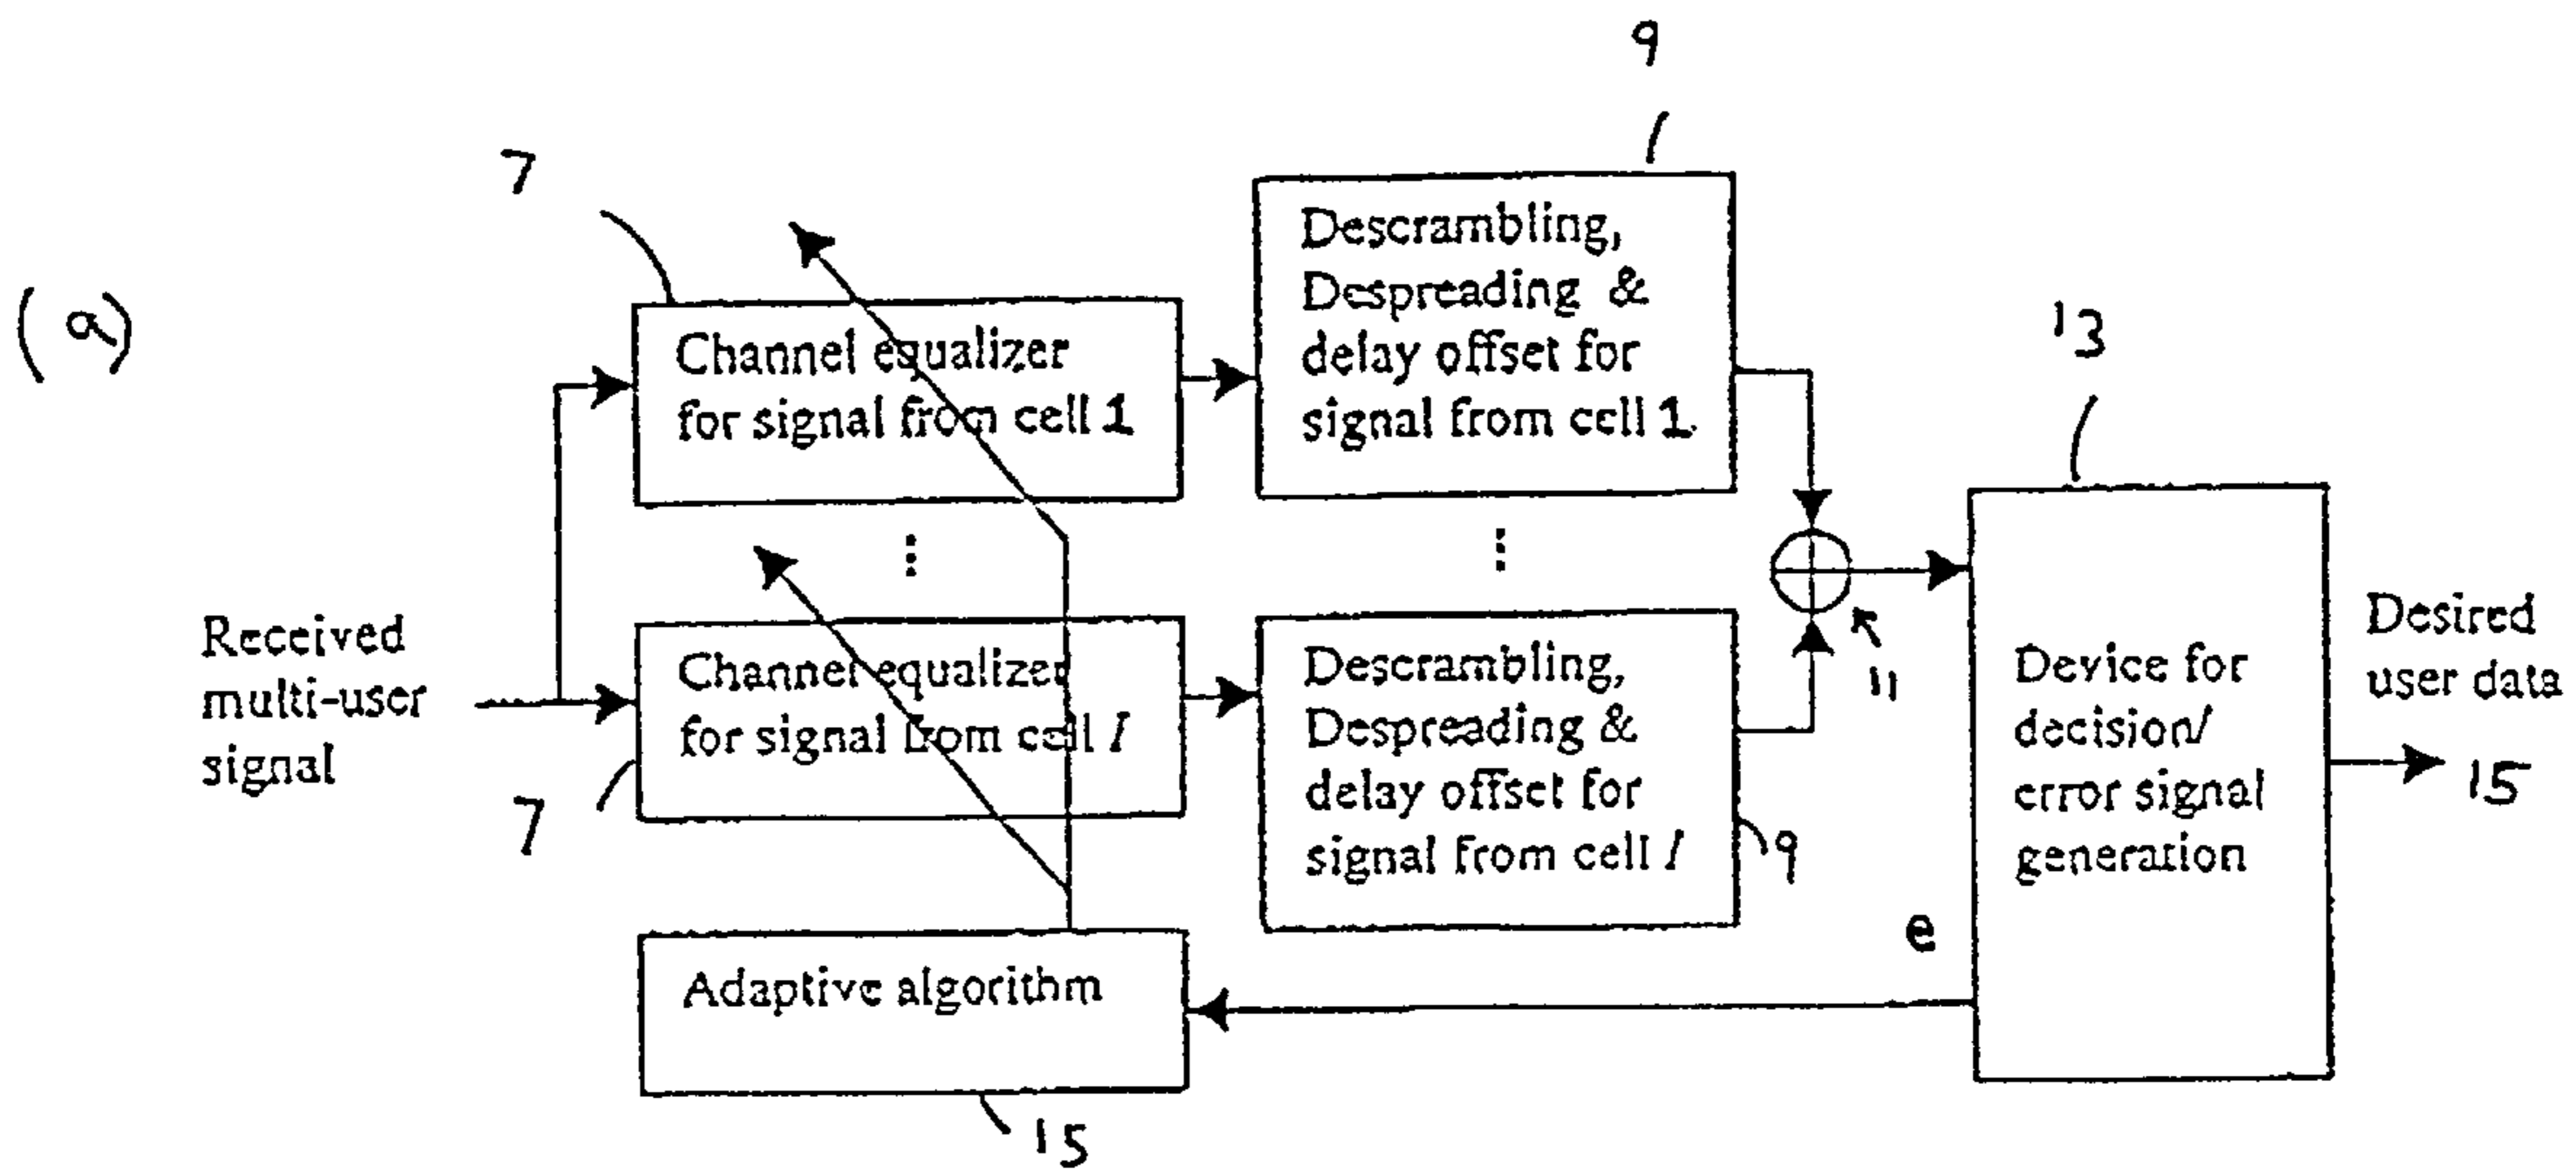 (a)
7
Channel equalizer
for signal from cell 1
9
Descrambling,
Despreading &
delay offset for
signal from cell 1.
13
Received
multi-user
signal
7
Channel equalizer
for signal from cell I
Descrambling,
Despreading &
delay offset for
signal from cell I
9
11
Device for
decision/
error signal
generation
Desired
user data
15
e
Adaptive algorithm
15